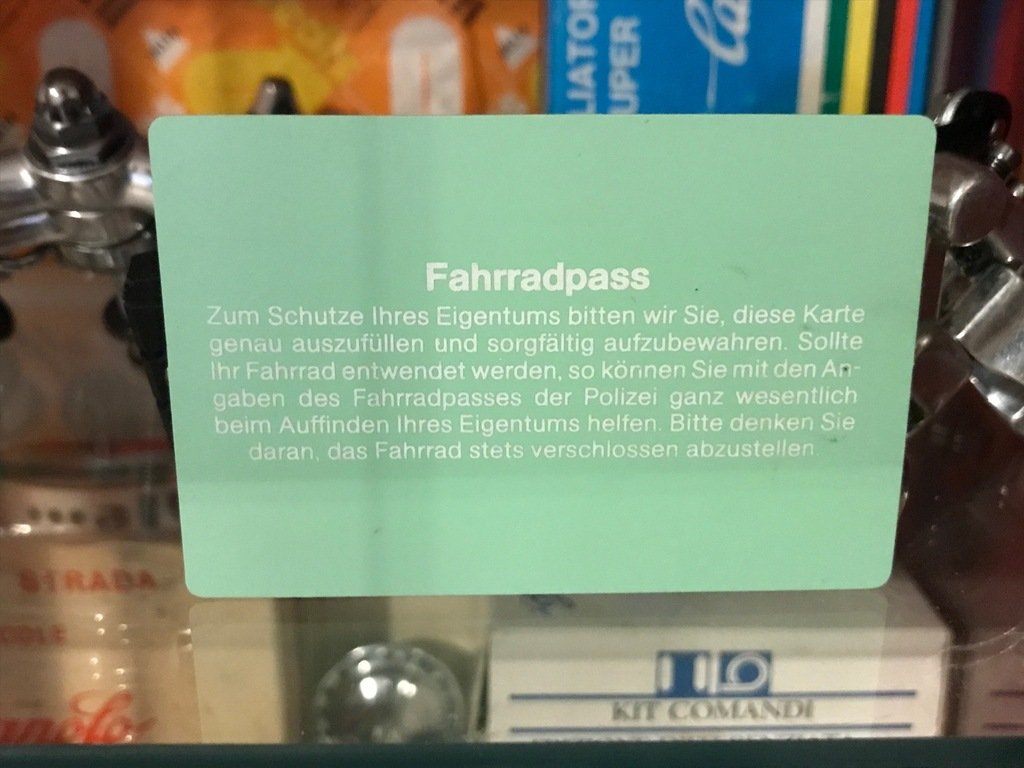 LIATOR
UPER
Fahrradpass
Zum Schutze Ihres Eigentums bitten wir Sie, diese Karte
genau auszufüllen und sorgfältig aufzubewahren. Sollte
Ihr Fahrrad entwendet werden, so können Sie mit den An-
gaben des Fahrradpasses der Polizei ganz wesentlich
beim Auffinden Ihres Eigentums helfen. Bitte denken Sie
daran, das Fahrrad stets verschlossen abzustellen.
STRADA
KIT COMANDI